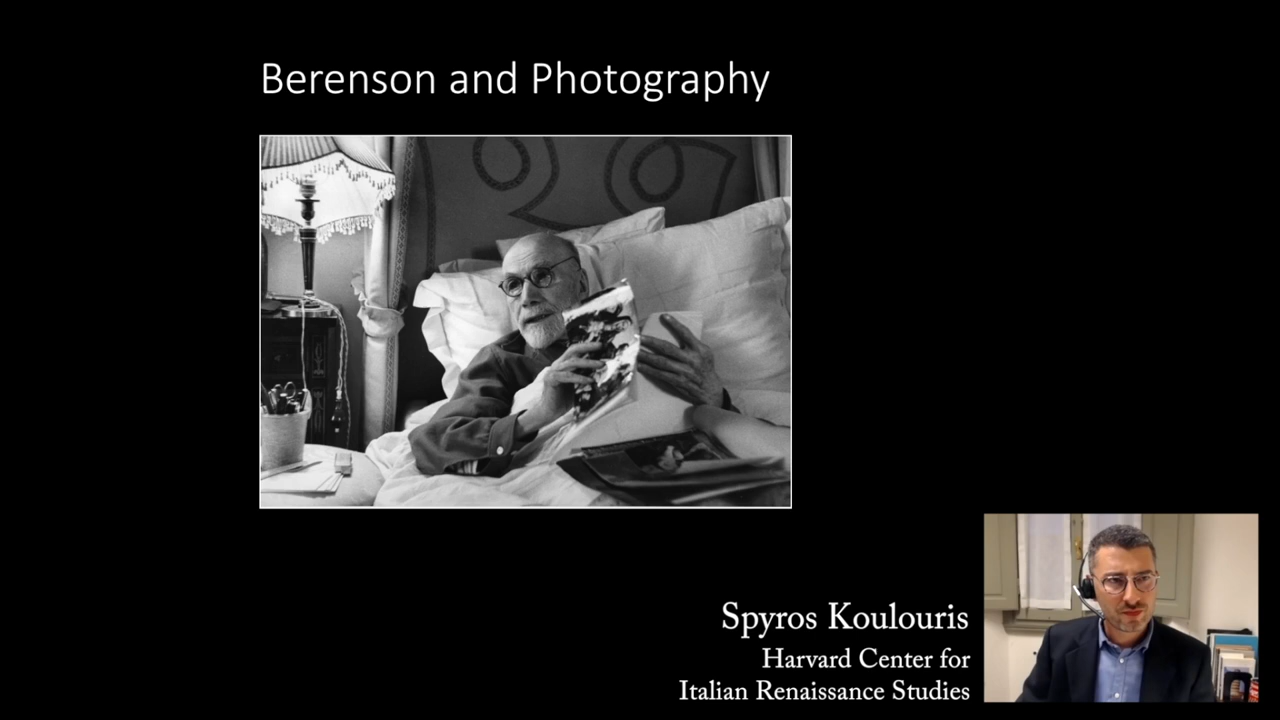 Berenson and Photography
Spyros Koulouris
Harvard Center for
Italian Renaissance Studies